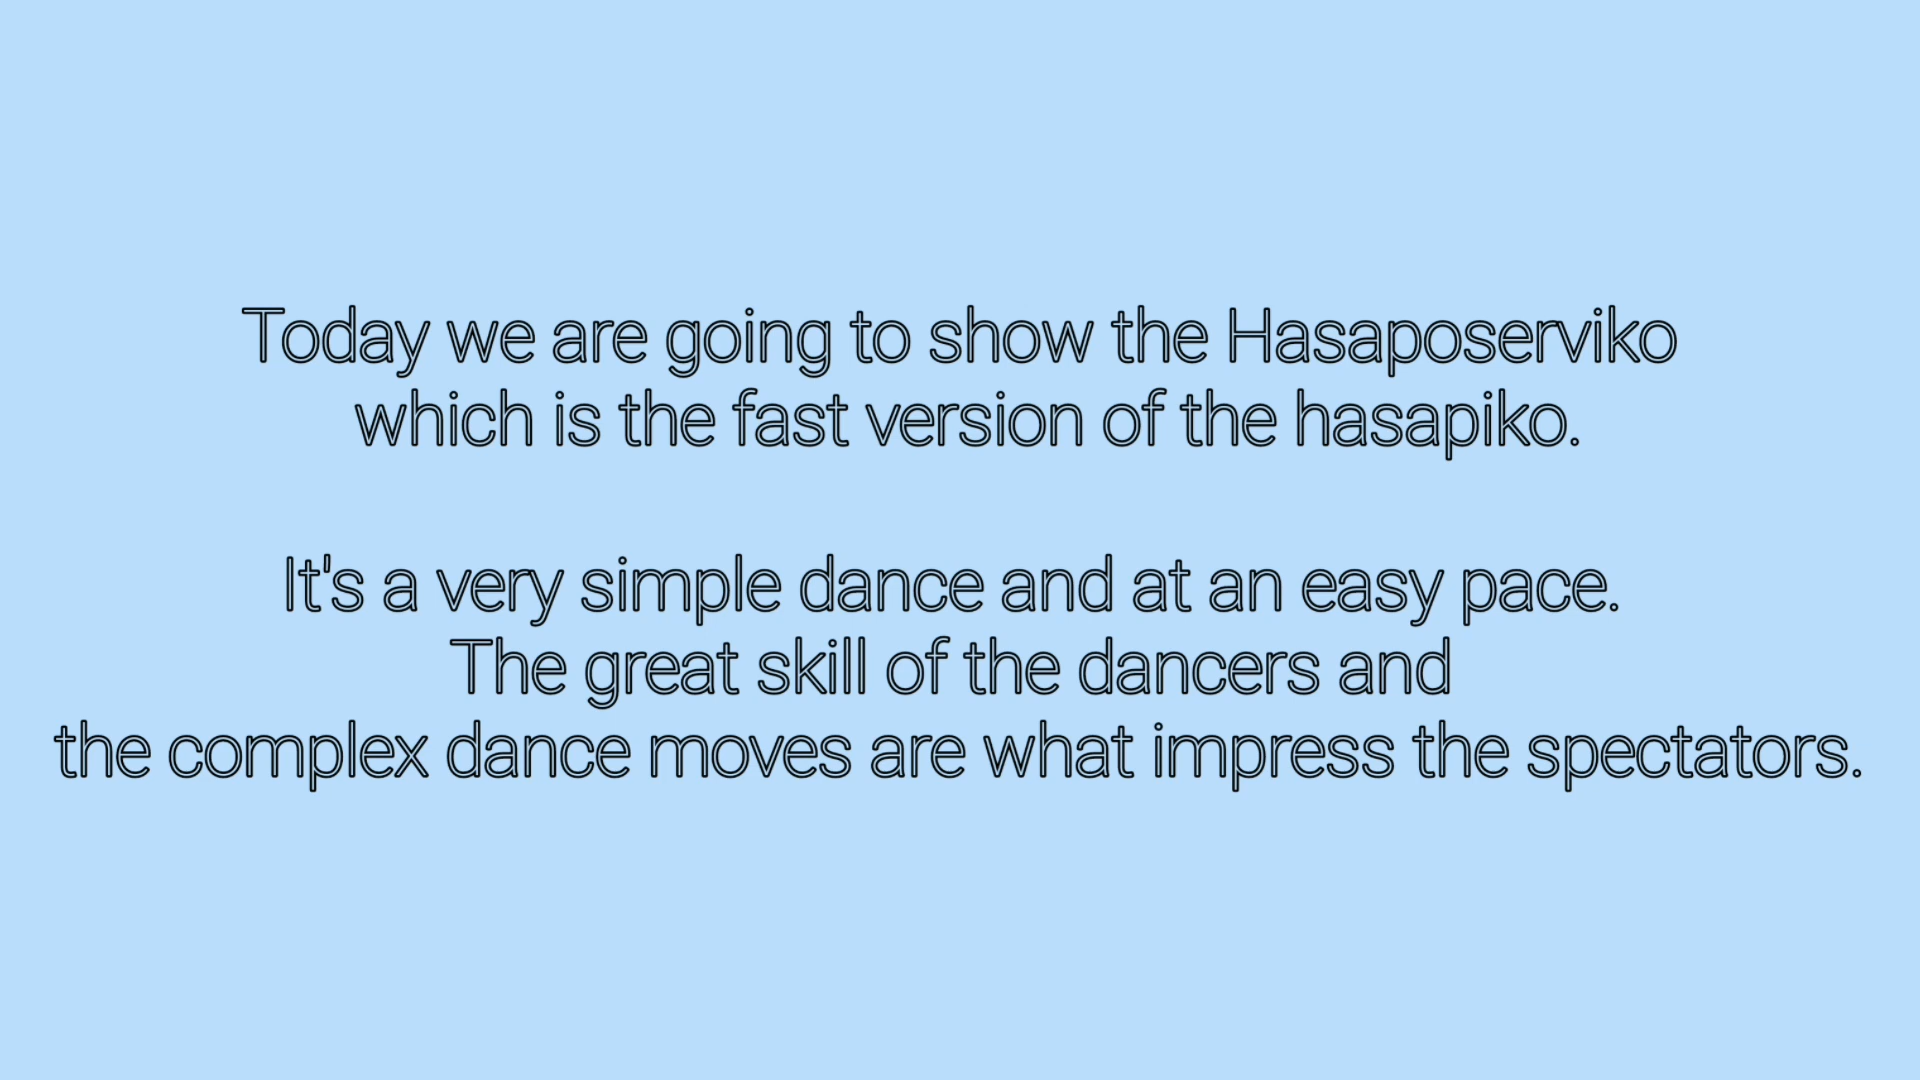 Today we are going to show the Hasaposerviko
which is the fast version of the hasapiko.
It's a very simple dance and at an easy pace.
The great skill of the dancers and
the complex dance moves are what impress the spectators.